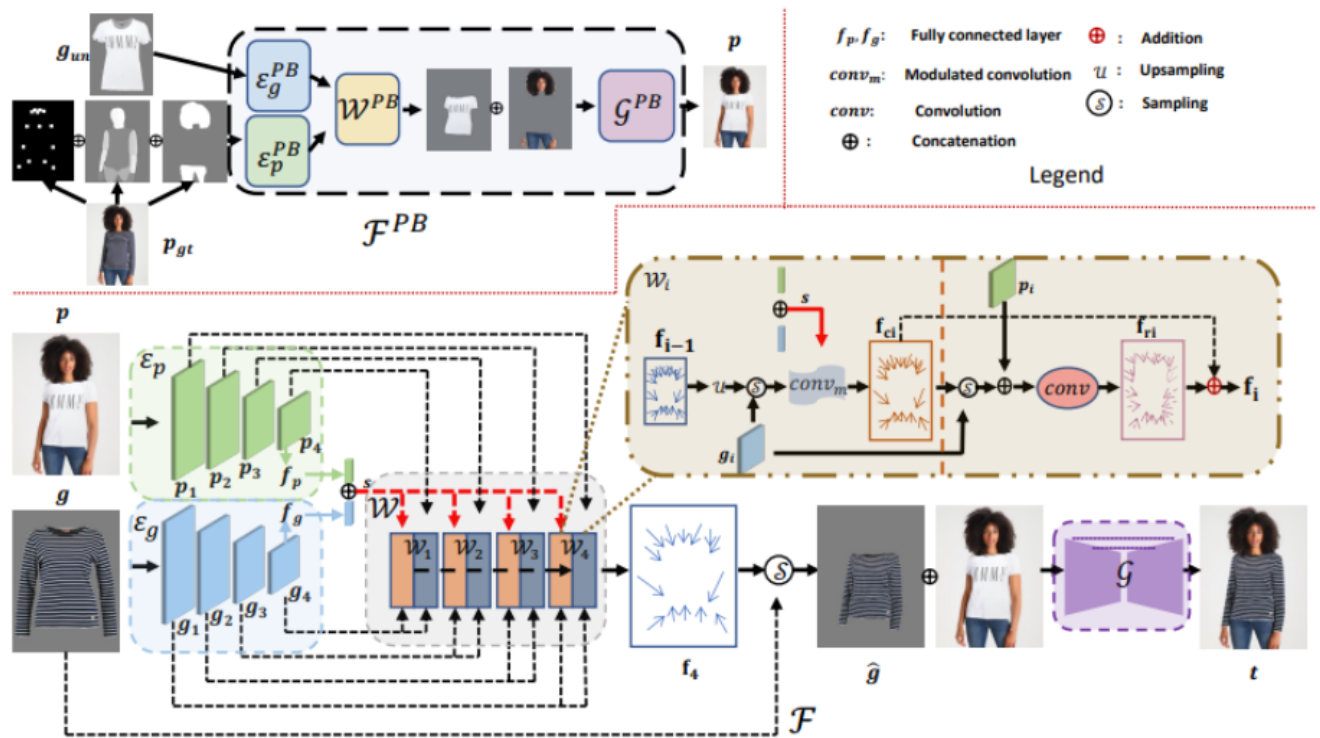 g_un
ε_g^PB
ε_p^PB
𝒲^PB
𝒢^PB
p
p_gt
ℱ^PB
f_p, f_g: Fully connected layer
⊕ : Addition
conv_m: Modulated convolution
𝒰 : Upsampling
conv: Convolution
Ⓢ : Sampling
⊕ : Concatenation
Legend
𝒲_i
p_i
s
f_{i−1}
𝒰
Ⓢ
conv_m
f_ci
Ⓢ
conv
f_ri
f_i
g_i
p
ε_p
p_1
p_2
p_3
p_4
f_p
g
ε_g
g_1
g_2
g_3
g_4
f_g
s
𝒲
𝒲_1
𝒲_2
𝒲_3
𝒲_4
f_4
Ⓢ
ĝ
𝒢
t
ℱ